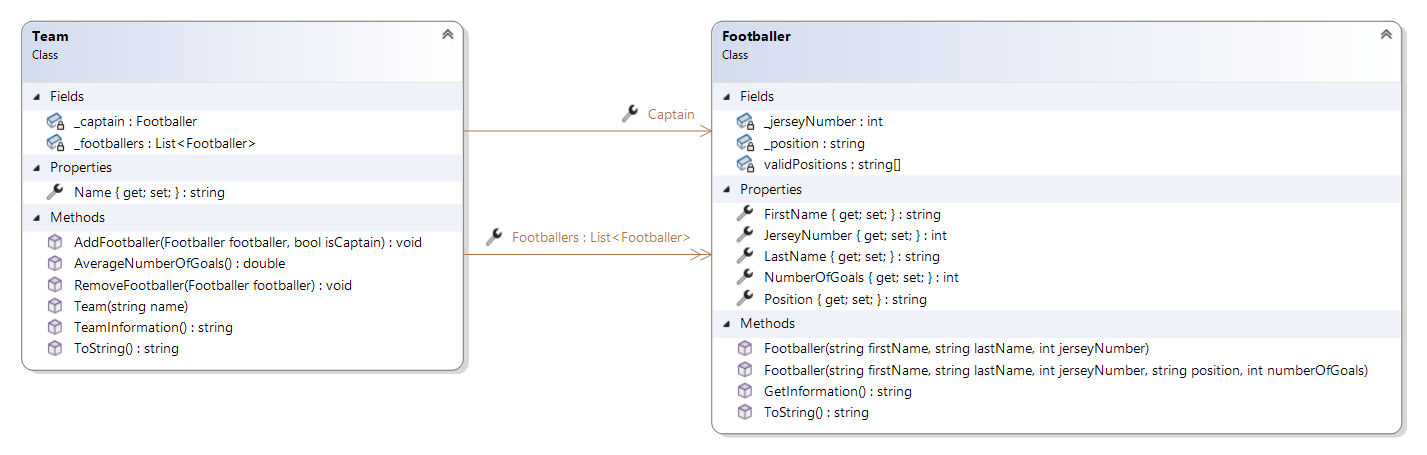 Team
Class
Fields
_captain : Footballer
_footballers : List<Footballer>
Properties
Name { get; set; } : string
Methods
AddFootballer(Footballer footballer, bool isCaptain) : void
AverageNumberOfGoals() : double
RemoveFootballer(Footballer footballer) : void
Team(string name)
TeamInformation() : string
ToString() : string
Captain
Footballers : List<Footballer>
Footballer
Class
Fields
_jerseyNumber : int
_position : string
validPositions : string[]
Properties
FirstName { get; set; } : string
JerseyNumber { get; set; } : int
LastName { get; set; } : string
NumberOfGoals { get; set; } : int
Position { get; set; } : string
Methods
Footballer(string firstName, string lastName, int jerseyNumber)
Footballer(string firstName, string lastName, int jerseyNumber, string position, int numberOfGoals)
GetInformation() : string
ToString() : string